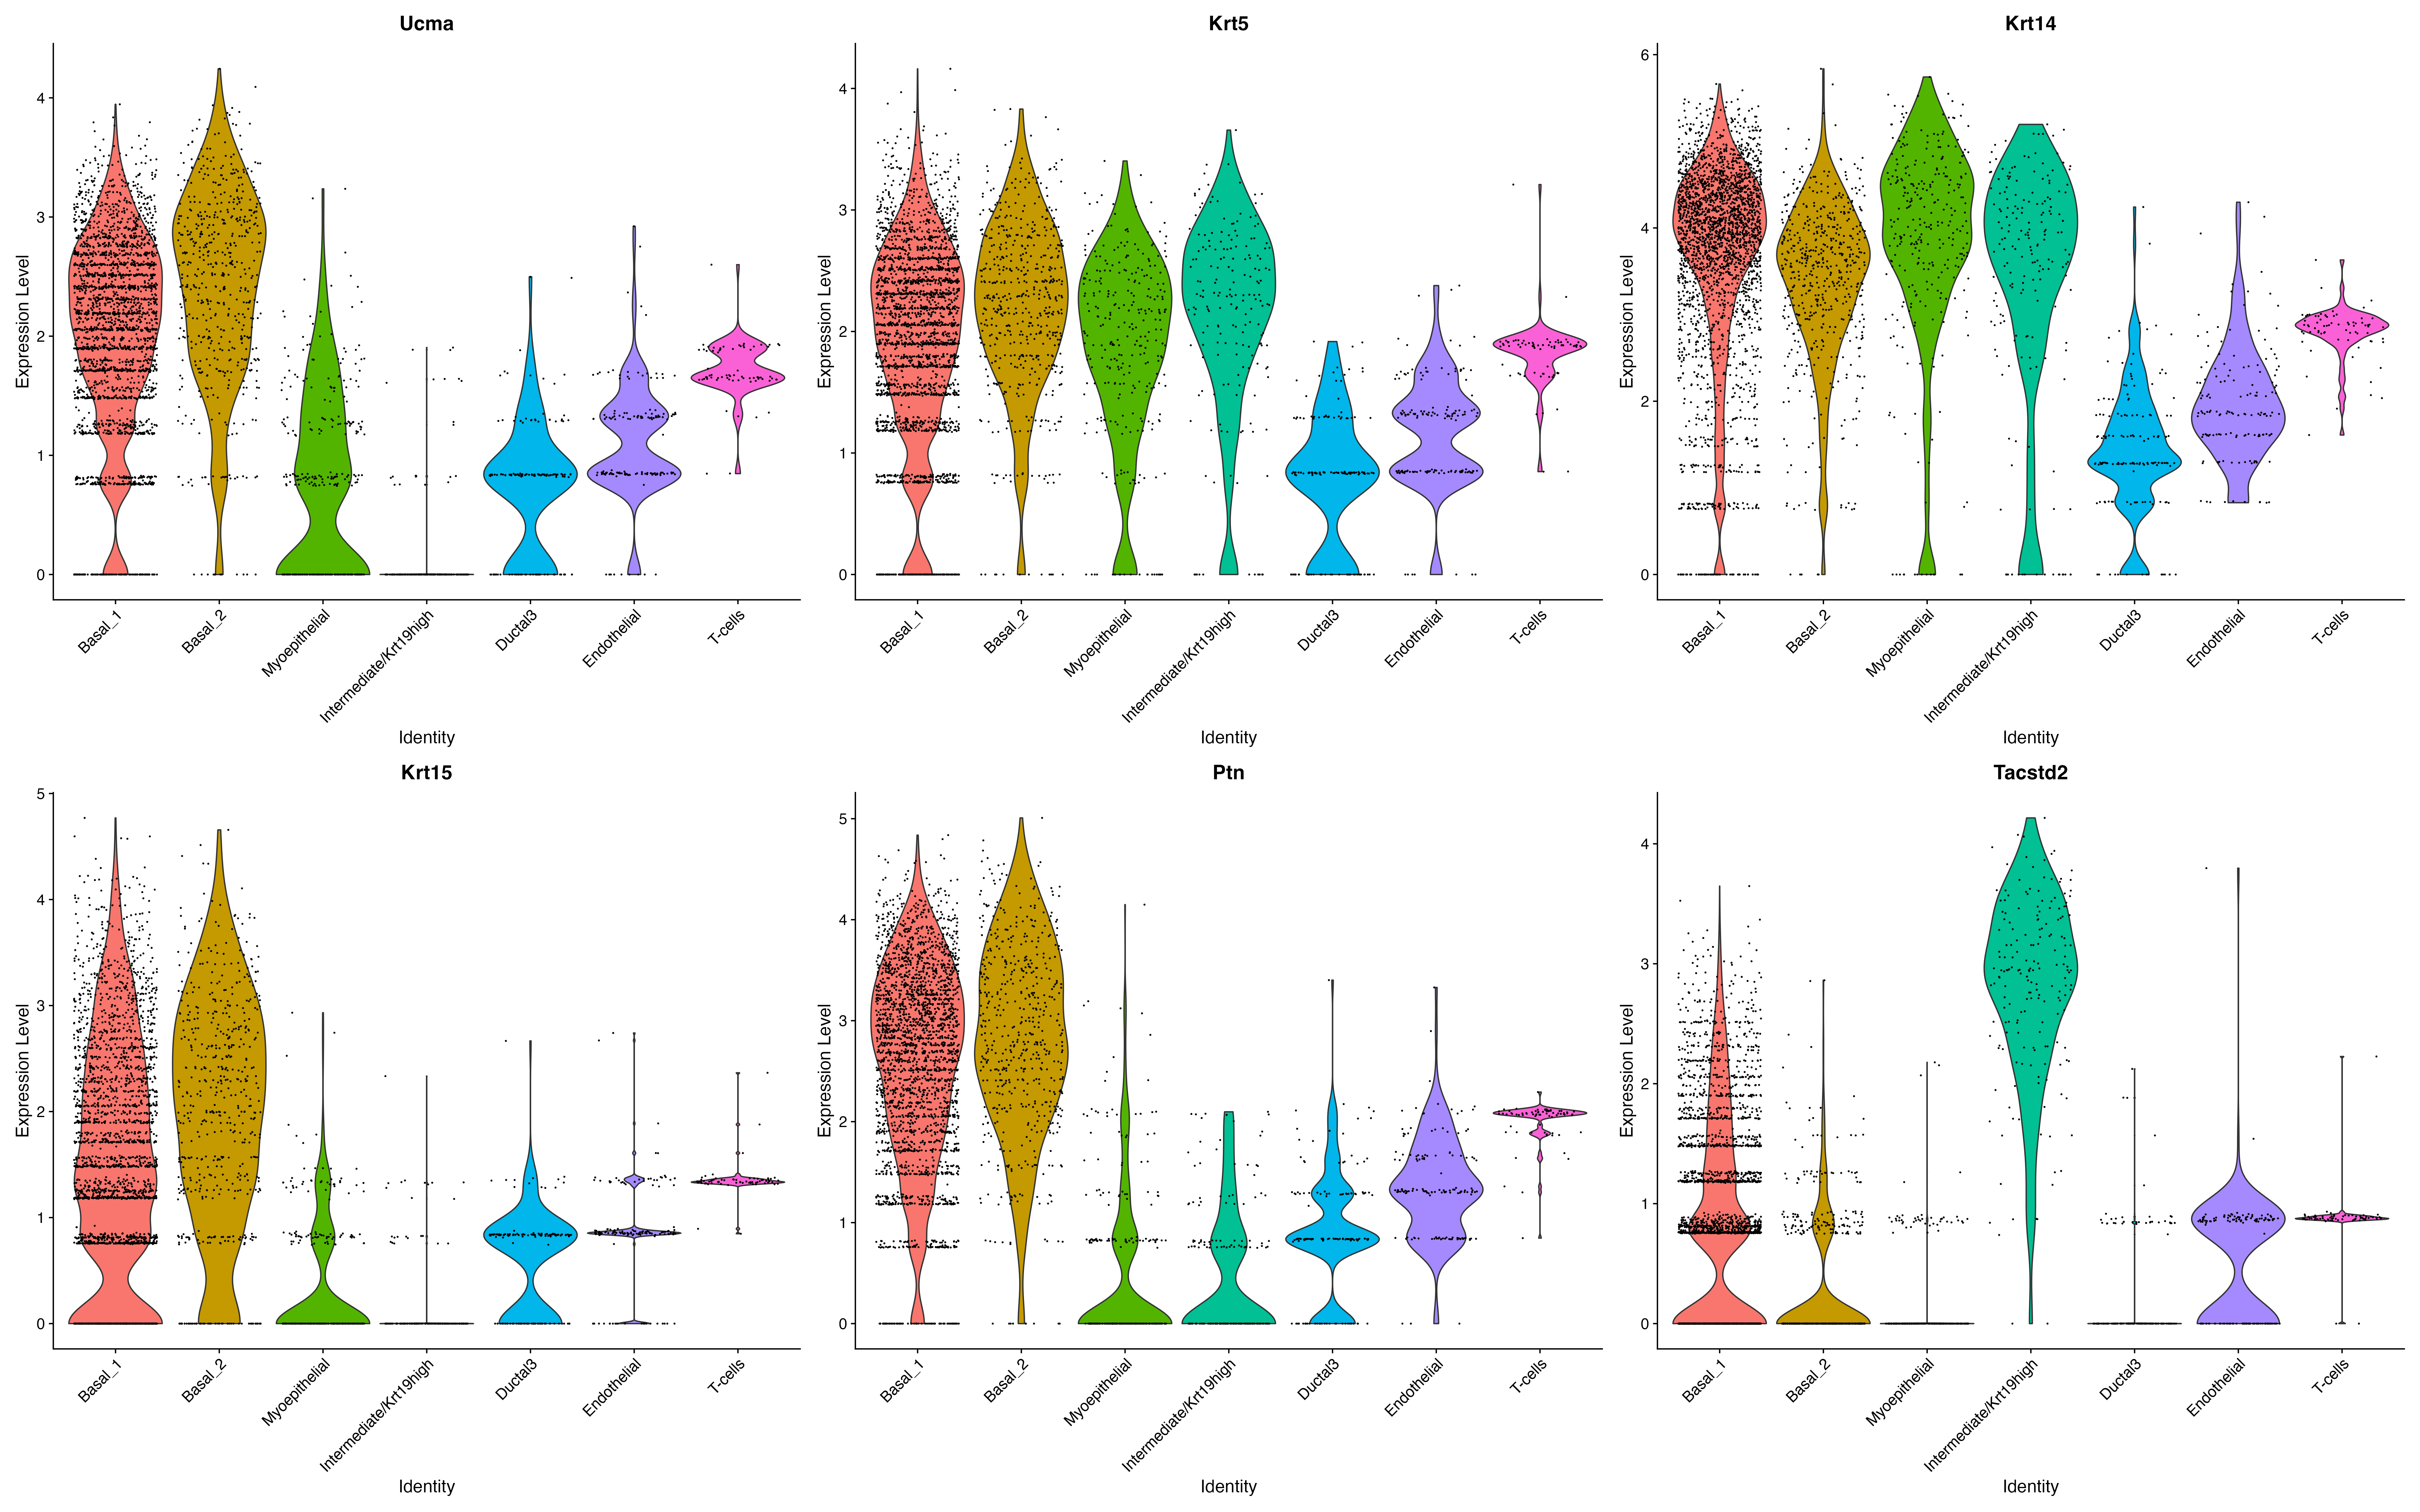 Ucma
Expression Level
4
3
2
1
0
Basal_1
Basal_2
Myoepithelial
Intermediate/Krt19high
Ductal3
Endothelial
T-cells
Identity
Krt5
Expression Level
4
3
2
1
0
Basal_1
Basal_2
Myoepithelial
Intermediate/Krt19high
Ductal3
Endothelial
T-cells
Identity
Krt14
Expression Level
6
4
2
0
Basal_1
Basal_2
Myoepithelial
Intermediate/Krt19high
Ductal3
Endothelial
T-cells
Identity
Krt15
Expression Level
5
4
3
2
1
0
Basal_1
Basal_2
Myoepithelial
Intermediate/Krt19high
Ductal3
Endothelial
T-cells
Identity
Ptn
Expression Level
5
4
3
2
1
0
Basal_1
Basal_2
Myoepithelial
Intermediate/Krt19high
Ductal3
Endothelial
T-cells
Identity
Tacstd2
Expression Level
4
3
2
1
0
Basal_1
Basal_2
Myoepithelial
Intermediate/Krt19high
Ductal3
Endothelial
T-cells
Identity